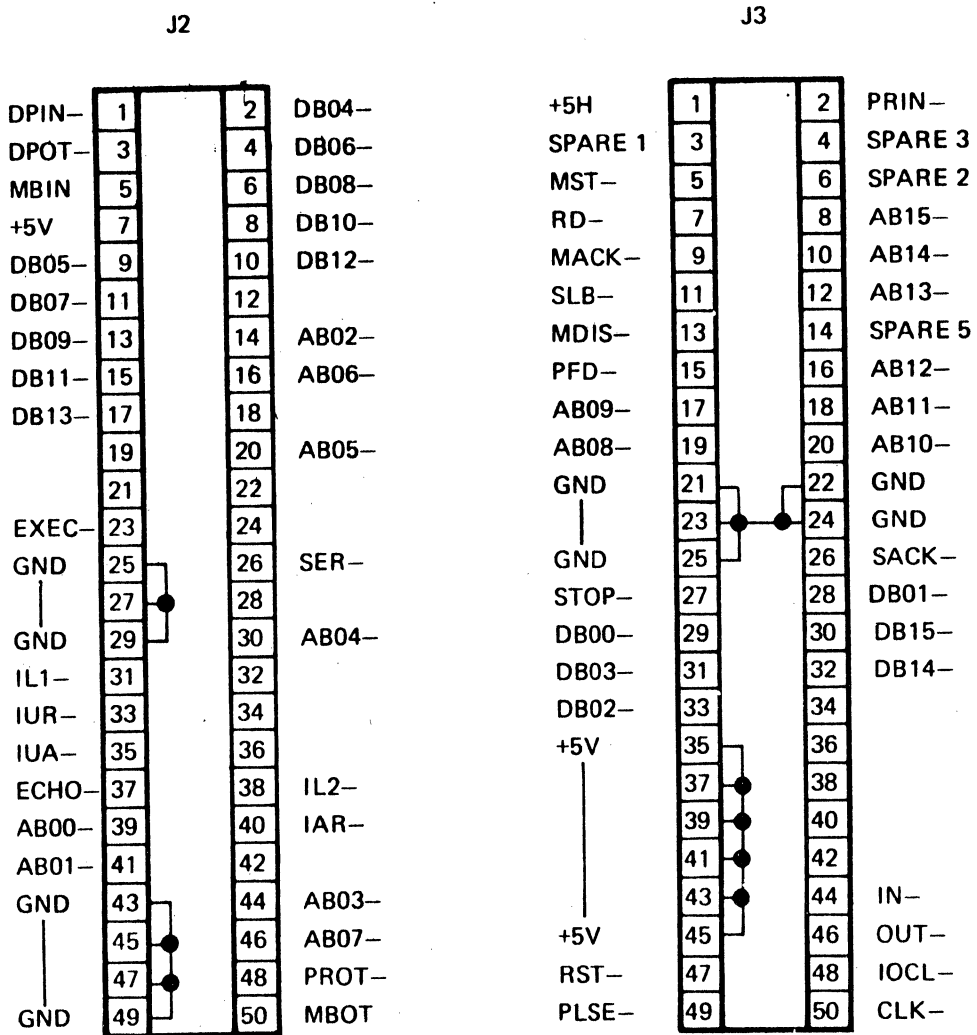 J2
DPIN– 1 2 DB04–
DPOT– 3 4 DB06–
MBIN 5 6 DB08–
+5V 7 8 DB10–
DB05– 9 10 DB12–
DB07– 11 12
DB09– 13 14 AB02–
DB11– 15 16 AB06–
DB13– 17 18
19 20 AB05–
21 22
EXEC– 23 24
GND 25 26 SER–
27 28
GND 29 30 AB04–
IL1– 31 32
IUR– 33 34
IUA– 35 36
ECHO– 37 38 IL2–
AB00– 39 40 IAR–
AB01– 41 42
GND 43 44 AB03–
45 46 AB07–
47 48 PROT–
GND 49 50 MBOT
J3
+5H 1 2 PRIN–
SPARE 1 3 4 SPARE 3
MST– 5 6 SPARE 2
RD– 7 8 AB15–
MACK– 9 10 AB14–
SLB– 11 12 AB13–
MDIS– 13 14 SPARE 5
PFD– 15 16 AB12–
AB09– 17 18 AB11–
AB08– 19 20 AB10–
GND 21 22 GND
23 24 GND
GND 25 26 SACK–
STOP– 27 28 DB01–
DB00– 29 30 DB15–
DB03– 31 32 DB14–
DB02– 33 34
+5V 35 36
37 38
39 40
41 42
43 44 IN–
+5V 45 46 OUT–
RST– 47 48 IOCL–
PLSE– 49 50 CLK–